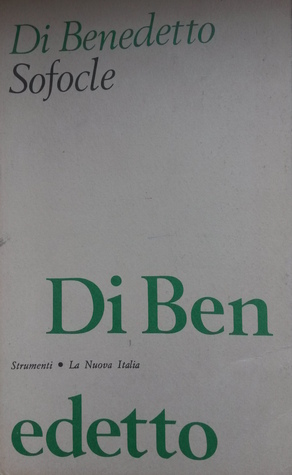 Di Benedetto
Sofocle
Di Ben
Strumenti • La Nuova Italia
edetto